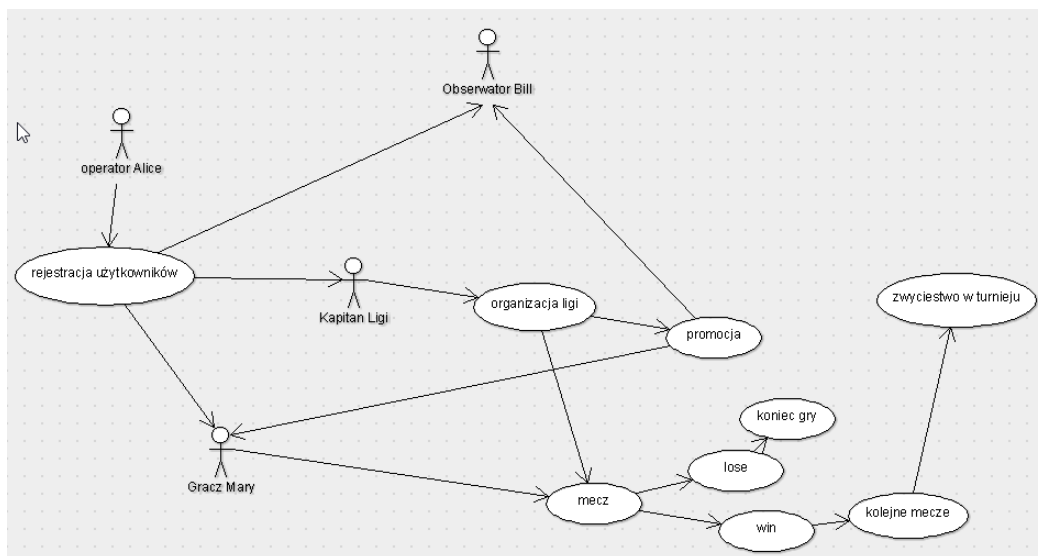 Obserwator Bill
operator Alice
rejestracja użytkowników
Kapitan Ligi
organizacja ligi
promocja
zwyciestwo w turnieju
koniec gry
Gracz Mary
lose
mecz
win
kolejne mecze